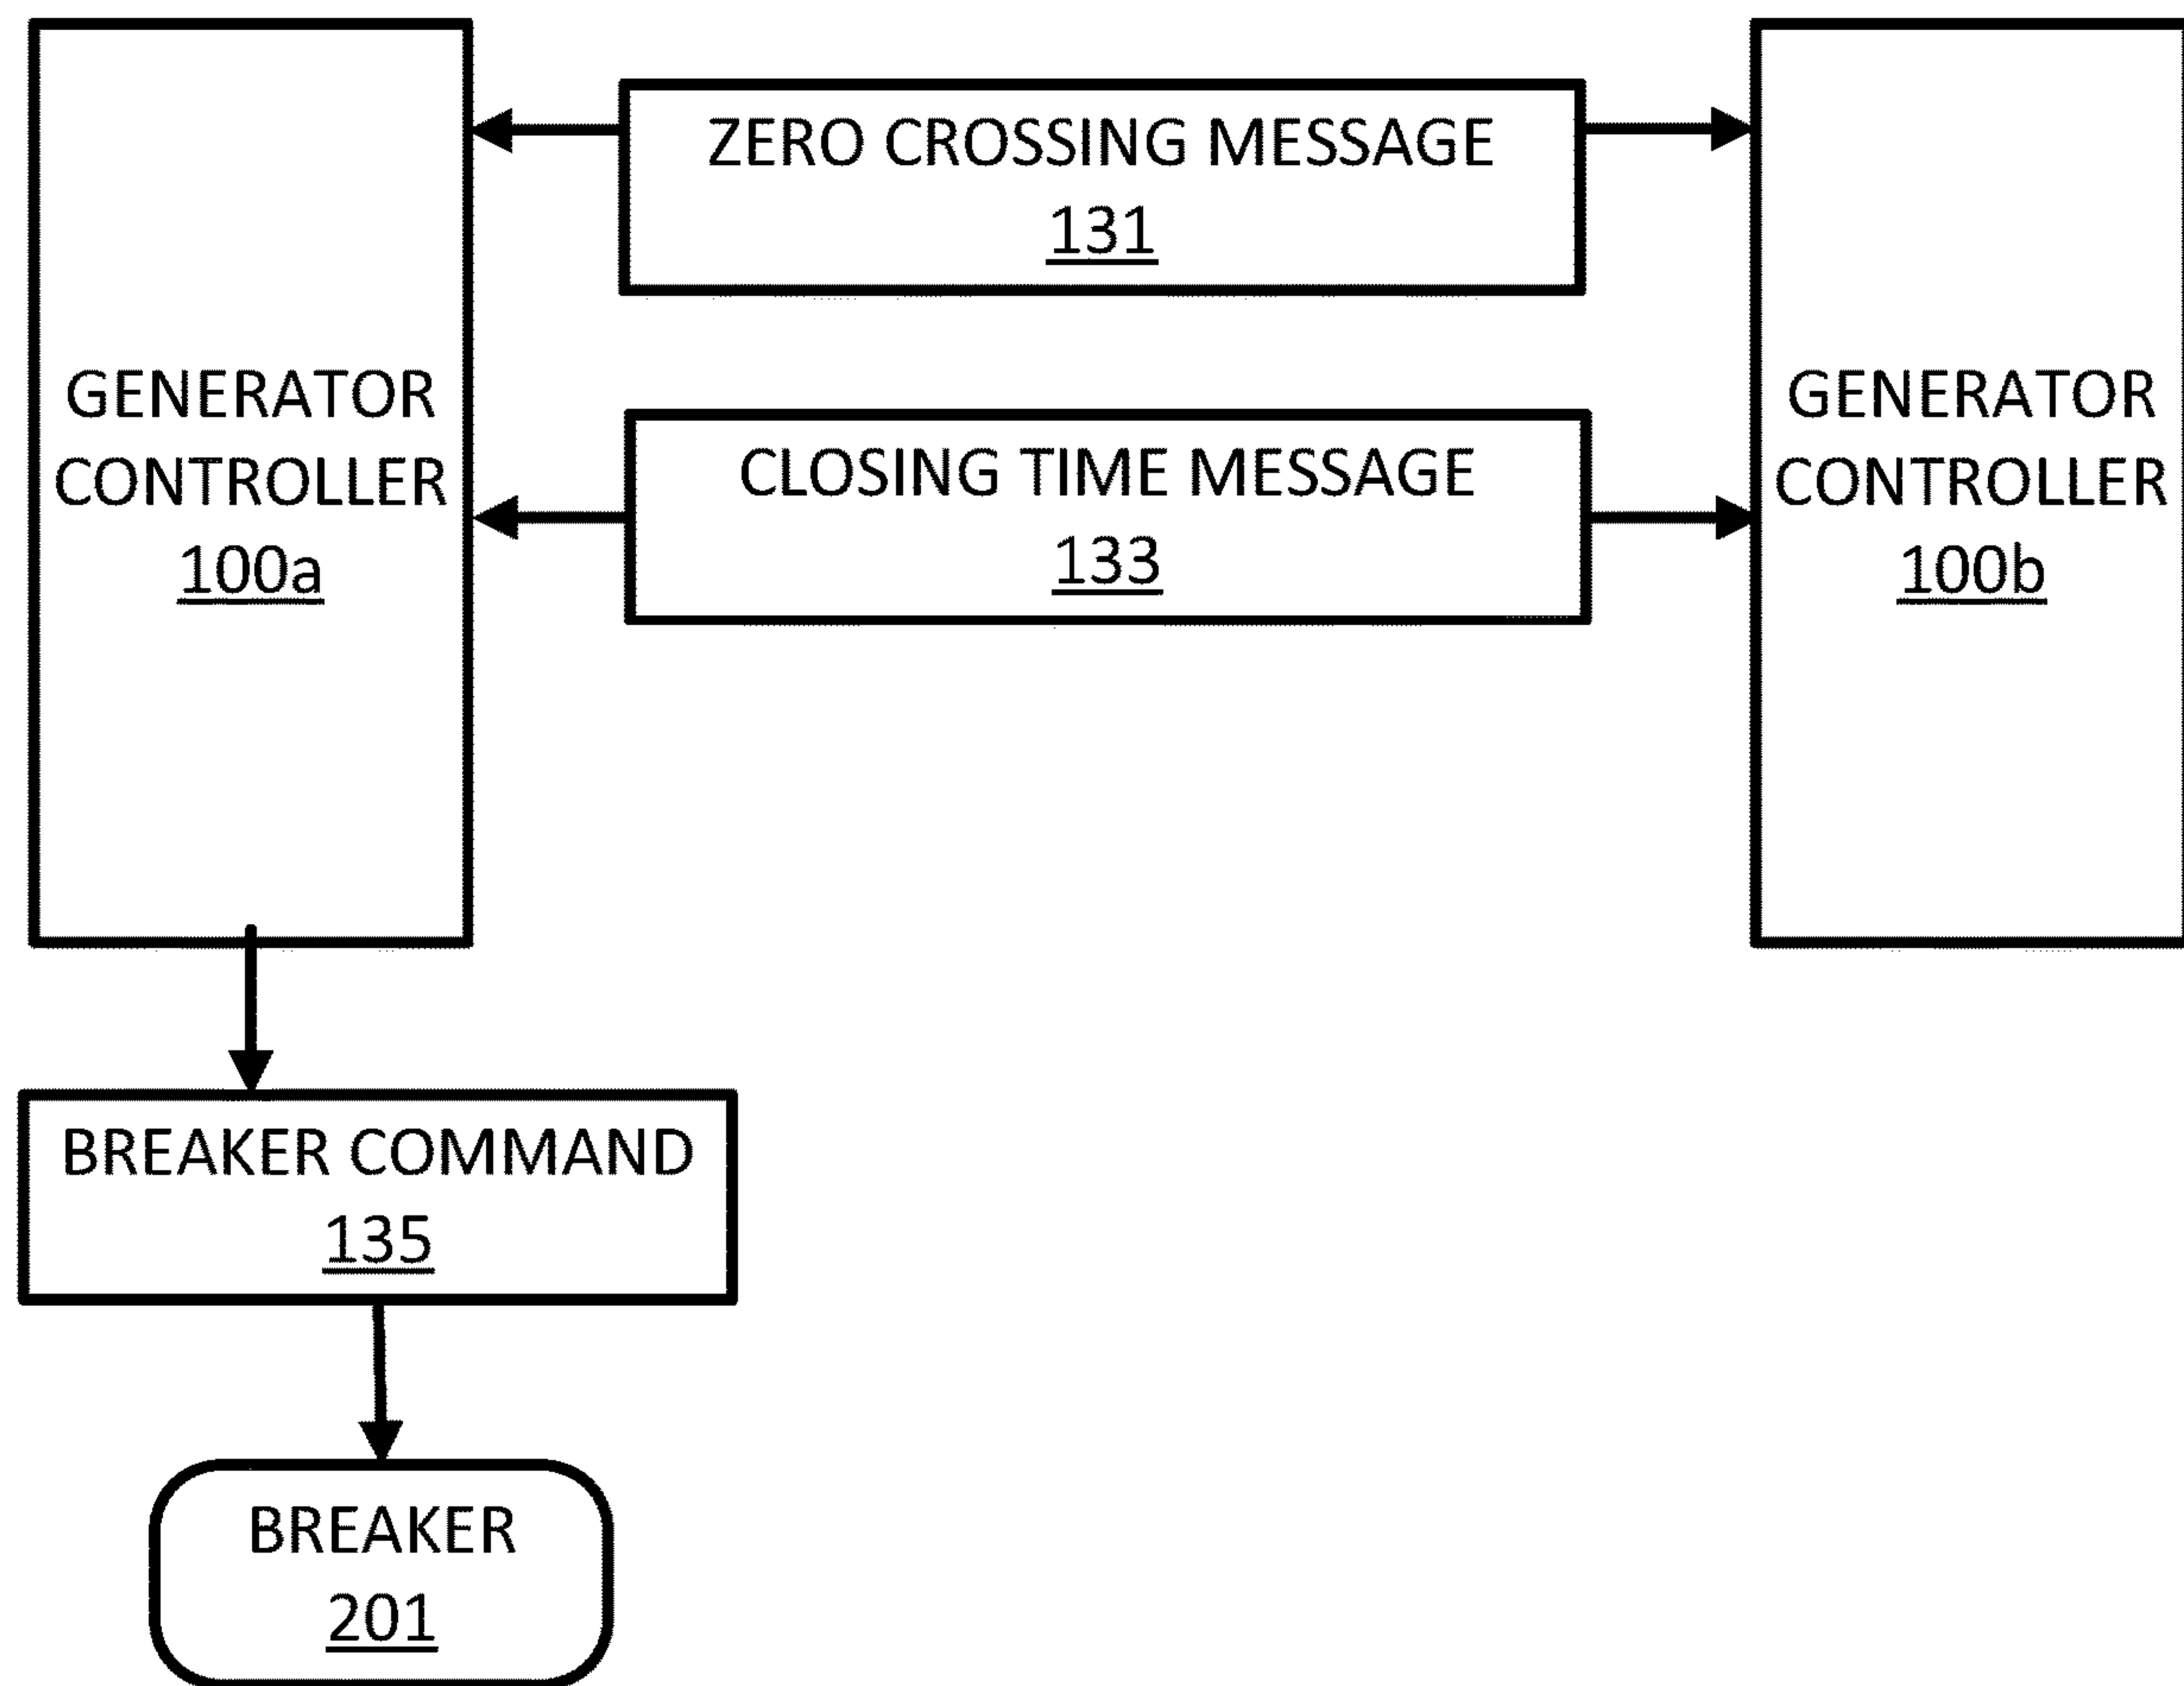 GENERATOR
CONTROLLER
100a
ZERO CROSSING MESSAGE
131
CLOSING TIME MESSAGE
133
GENERATOR
CONTROLLER
100b
BREAKER COMMAND
135
BREAKER
201